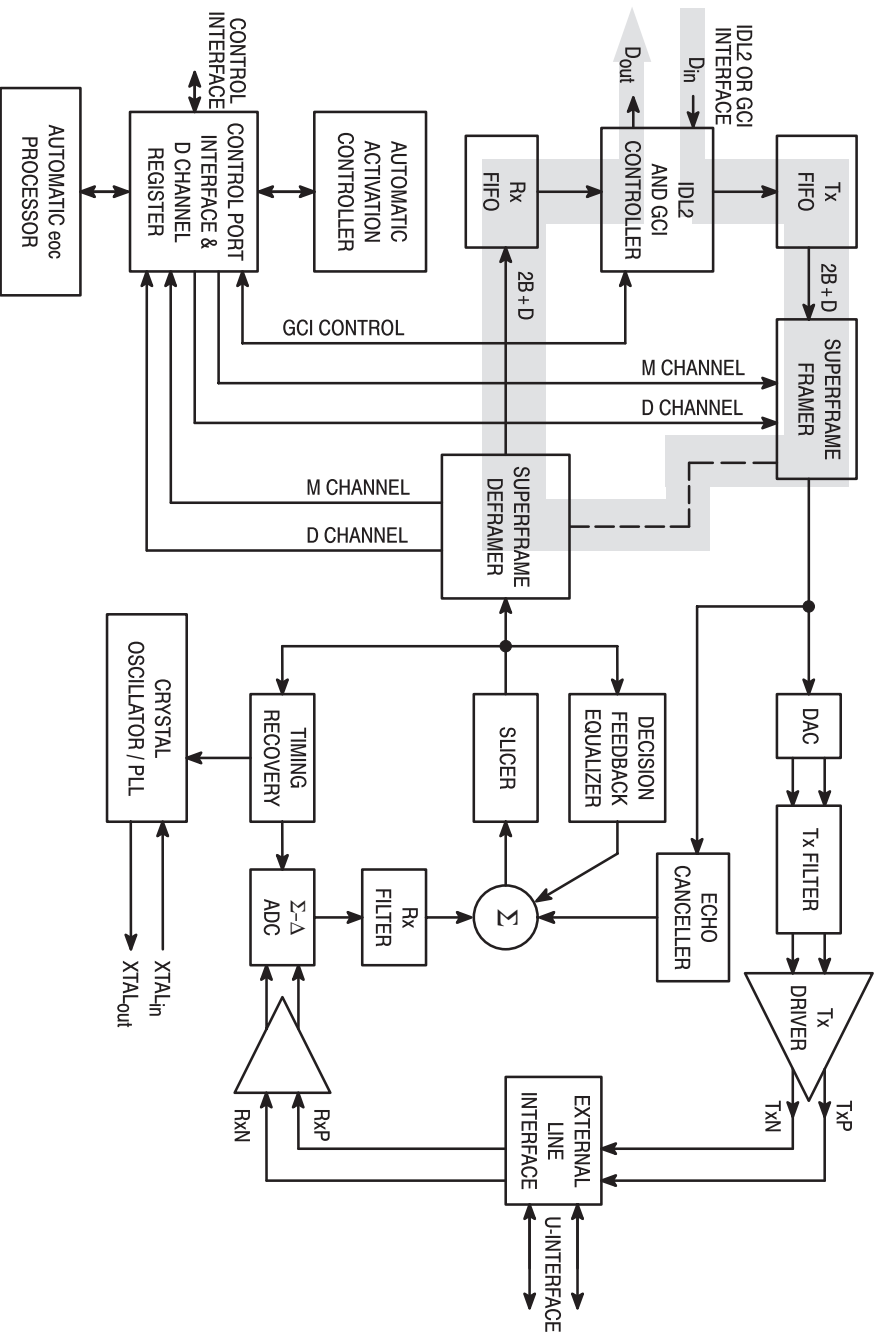 IDL2 OR GCI
INTERFACE
Din
Dout
IDL2
AND GCI
CONTROLLER
Tx
FIFO
2B+D
SUPERFRAME
FRAMER
DAC
Tx FILTER
Tx
DRIVER
TxP
TxN
Rx
FIFO
2B+D
SUPERFRAME
DEFRAMER
DECISION
FEEDBACK
EQUALIZER
SLICER
ECHO
CANCELLER
Σ
EXTERNAL
LINE
INTERFACE
U-INTERFACE
GCI CONTROL
M CHANNEL
D CHANNEL
M CHANNEL
D CHANNEL
AUTOMATIC
ACTIVATION
CONTROLLER
CONTROL
INTERFACE
CONTROL PORT
INTERFACE &
D CHANNEL
REGISTER
AUTOMATIC eoc
PROCESSOR
TIMING
RECOVERY
Σ–Δ
ADC
Rx
FILTER
RxP
RxN
CRYSTAL
OSCILLATOR / PLL
XTALin
XTALout